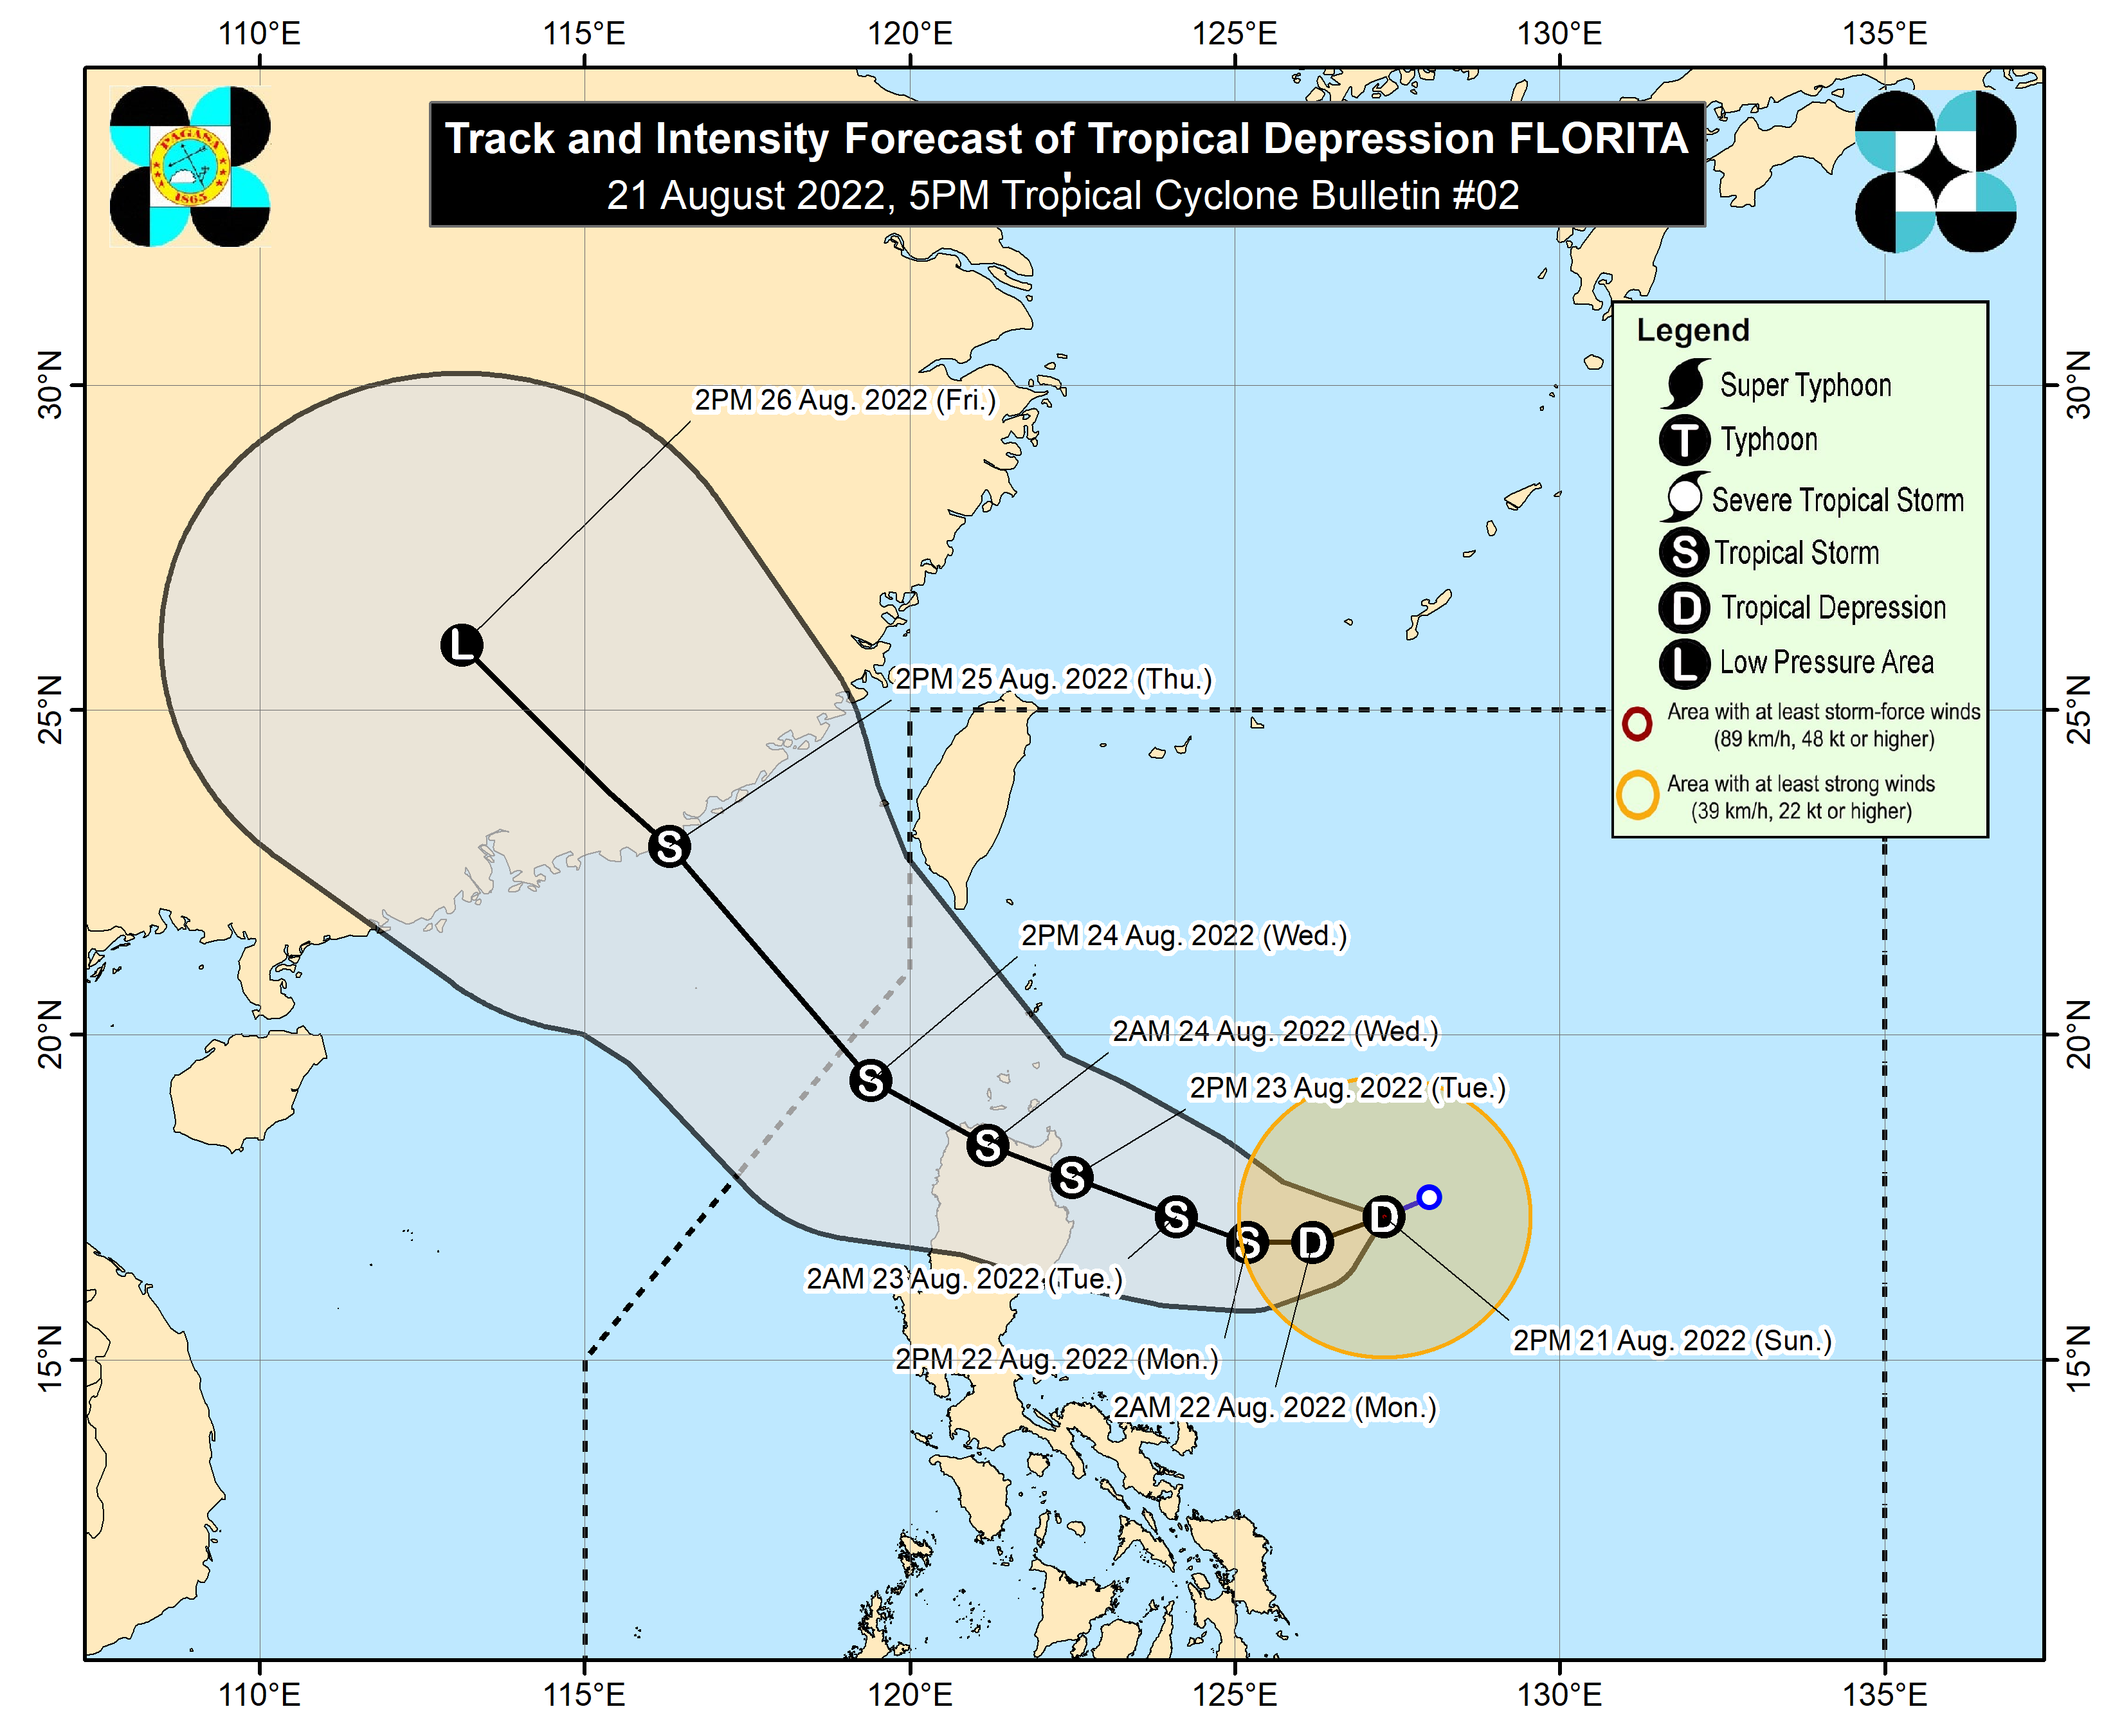 110°E 115°E 120°E 125°E 130°E 135°E
PAGASA
1865
Track and Intensity Forecast of Tropical Depression FLORITA
21 August 2022, 5PM Tropical Cyclone Bulletin #02
Legend
Super Typhoon
T Typhoon
Severe Tropical Storm
S Tropical Storm
D Tropical Depression
L Low Pressure Area
Area with at least storm-force winds
(89 km/h, 48 kt or higher)
Area with at least strong winds
(39 km/h, 22 kt or higher)
30°N 30°N
2PM 26 Aug. 2022 (Fri.)
L
2PM 25 Aug. 2022 (Thu.)
25°N 25°N
S
2PM 24 Aug. 2022 (Wed.)
20°N 20°N
2AM 24 Aug. 2022 (Wed.)
S
2PM 23 Aug. 2022 (Tue.)
S
S
S
D
S
D
2AM 23 Aug. 2022 (Tue.)
2PM 21 Aug. 2022 (Sun.)
15°N 15°N
2PM 22 Aug. 2022 (Mon.)
2AM 22 Aug. 2022 (Mon.)
110°E 115°E 120°E 125°E 130°E 135°E